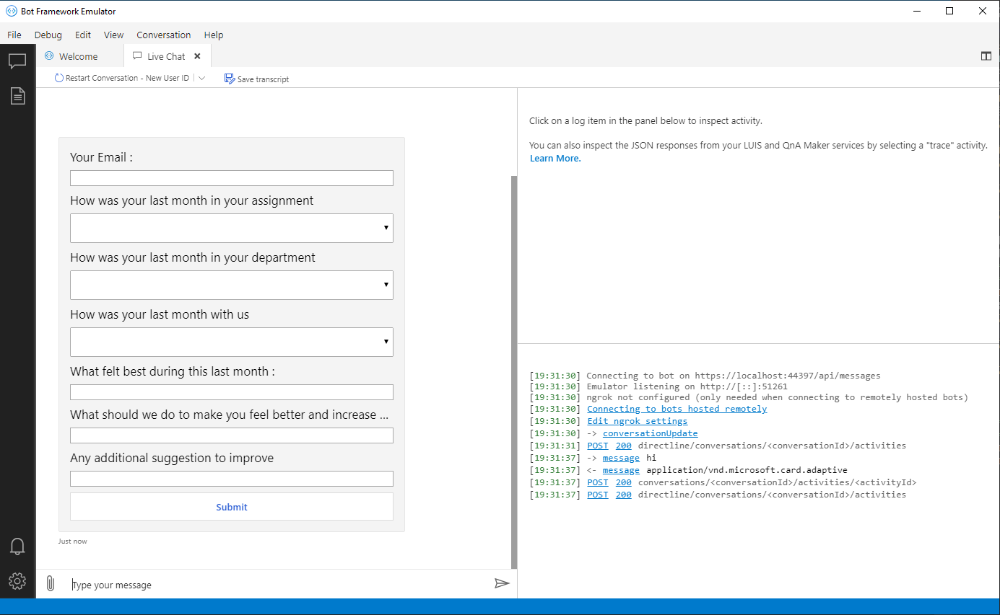 Bot Framework Emulator
File Debug Edit View Conversation Help
Welcome
Live Chat
Restart Conversation - New User ID
Save transcript
Your Email :
How was your last month in your assignment
How was your last month in your department
How was your last month with us
What felt best during this last month :
What should we do to make you feel better and increase ...
Any additional suggestion to improve
Submit
Just now
Type your message
Click on a log item in the panel below to inspect activity.
You can also inspect the JSON responses from your LUIS and QnA Maker services by selecting a "trace" activity.
Learn More.
[19:31:30] Connecting to bot on https://localhost:44397/api/messages
[19:31:30] Emulator listening on http://[::]:51261
[19:31:30] ngrok not configured (only needed when connecting to remotely hosted bots)
[19:31:30] Connecting to bots hosted remotely
[19:31:30] Edit ngrok settings
[19:31:30] -> conversationUpdate
[19:31:31] POST 200 directline/conversations/<conversationId>/activities
[19:31:37] -> message hi
[19:31:37] <- message application/vnd.microsoft.card.adaptive
[19:31:37] POST 200 conversations/<conversationId>/activities/<activityId>
[19:31:37] POST 200 directline/conversations/<conversationId>/activities